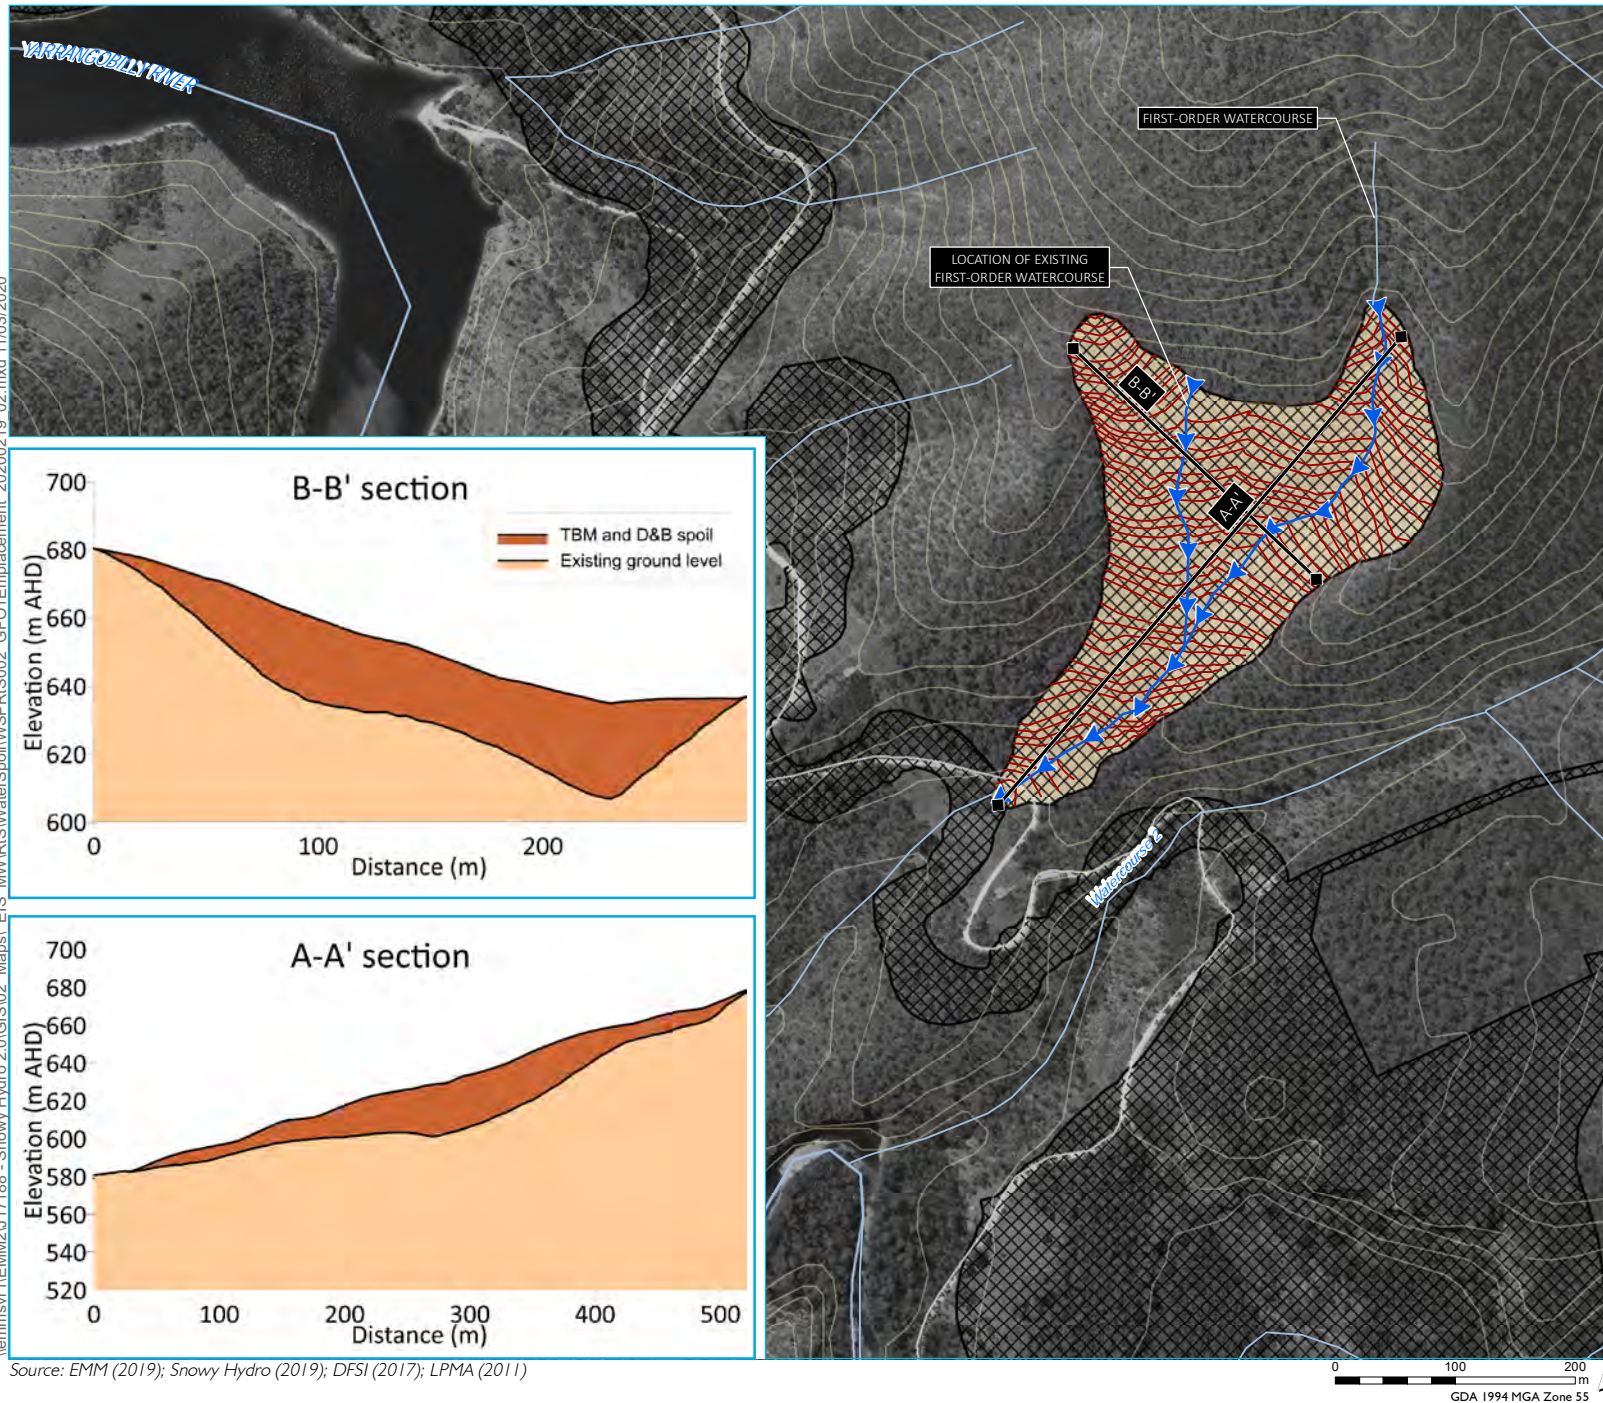 YARRANGOBILLY RIVER
FIRST-ORDER WATERCOURSE
LOCATION OF EXISTING
FIRST-ORDER WATERCOURSE
B-B'
A-A'
Watercourse 2
B-B' section
TBM and D&B spoil
Existing ground level
Elevation (m AHD)
700
680
660
640
620
600
0 100 200
Distance (m)
A-A' section
Elevation (m AHD)
700
680
660
640
620
600
580
560
540
520
0 100 200 300 400 500
Distance (m)
Source: EMM (2019); Snowy Hydro (2019); DFSI (2017); LPMA (2011)
0 100 200
m
GDA 1994 MGA Zone 55